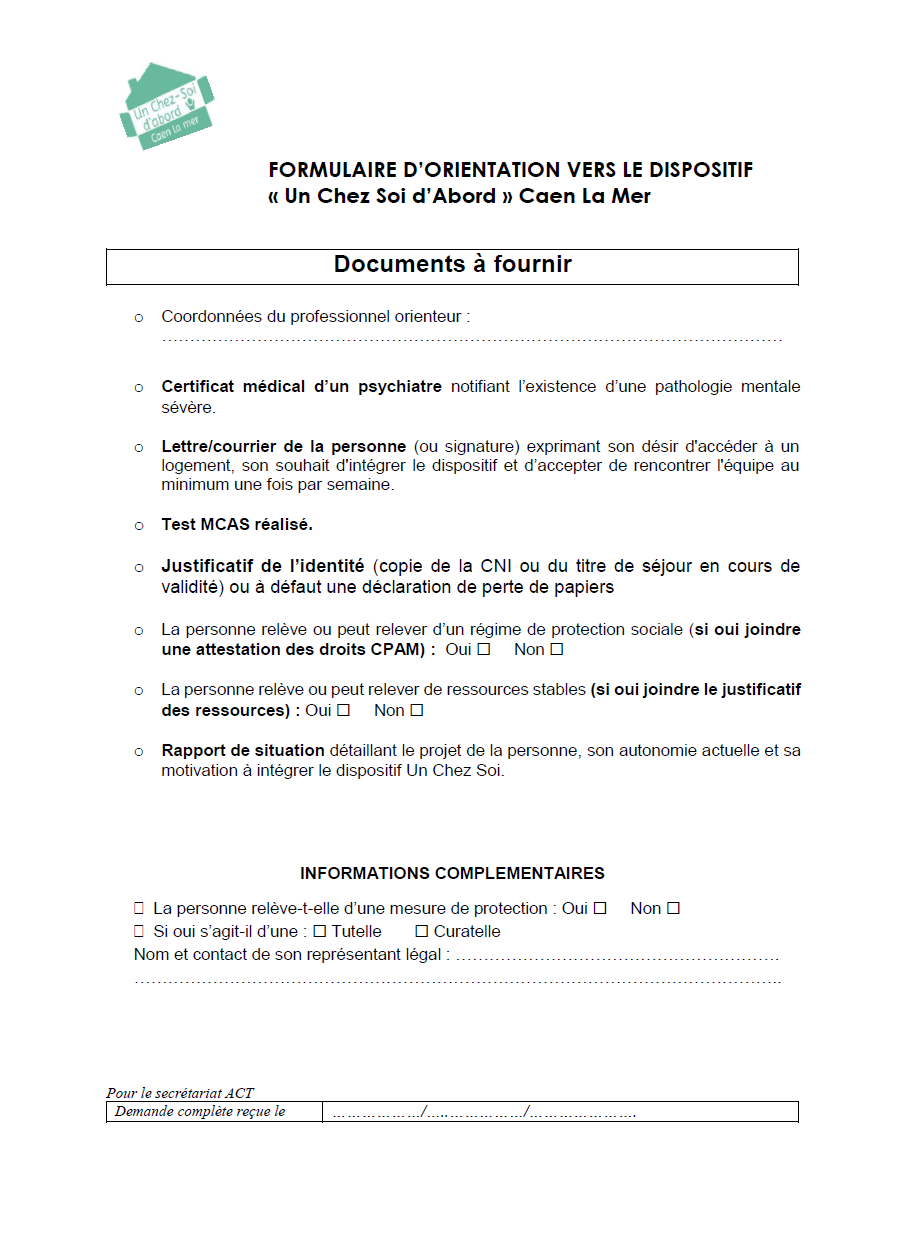 Un Chez-Soi
d'abord
Caen la mer
FORMULAIRE D’ORIENTATION VERS LE DISPOSITIF
« Un Chez Soi d’Abord » Caen La Mer
Documents à fournir
o Coordonnées du professionnel orienteur :
…………………………………………………………………………………………………
o Certificat médical d’un psychiatre notifiant l’existence d’une pathologie mentale
sévère.
o Lettre/courrier de la personne (ou signature) exprimant son désir d'accéder à un
logement, son souhait d'intégrer le dispositif et d’accepter de rencontrer l'équipe au
minimum une fois par semaine.
o Test MCAS réalisé.
o Justificatif de l’identité (copie de la CNI ou du titre de séjour en cours de
validité) ou à défaut une déclaration de perte de papiers
o La personne relève ou peut relever d’un régime de protection sociale (si oui joindre
une attestation des droits CPAM) : Oui ☐ Non ☐
o La personne relève ou peut relever de ressources stables (si oui joindre le justificatif
des ressources) : Oui ☐ Non ☐
o Rapport de situation détaillant le projet de la personne, son autonomie actuelle et sa
motivation à intégrer le dispositif Un Chez Soi.
INFORMATIONS COMPLEMENTAIRES
☐ La personne relève-t-elle d’une mesure de protection : Oui ☐ Non ☐
☐ Si oui s’agit-il d’une : ☐ Tutelle ☐ Curatelle
Nom et contact de son représentant légal : ………………………………………………….
……………………………………………………………………………………………………..
Pour le secrétariat ACT
Demande complète reçue le ………………/…..……………/………………….